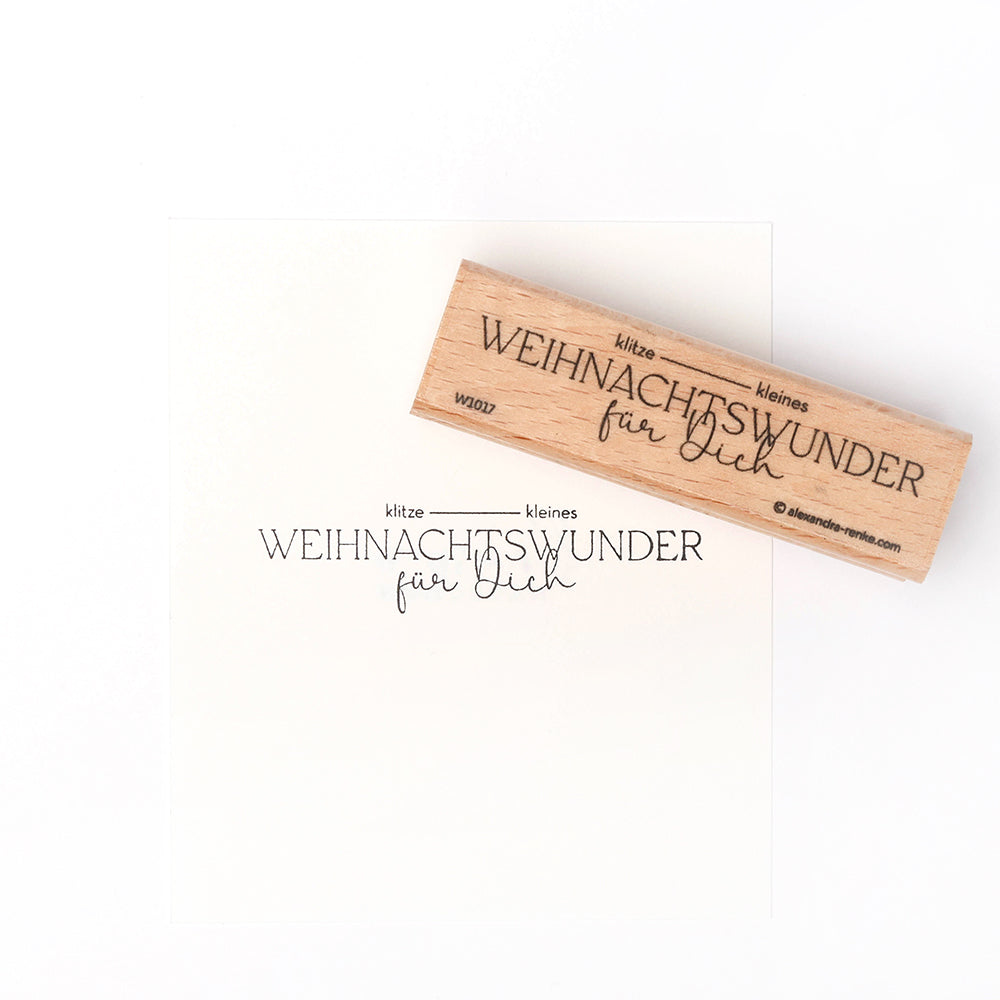 klitze kleines
WEIHNACHTSWUNDER
für Dich
W1017
© alexandra-renke.com
klitze kleines
WEIHNACHTSWUNDER
für Dich